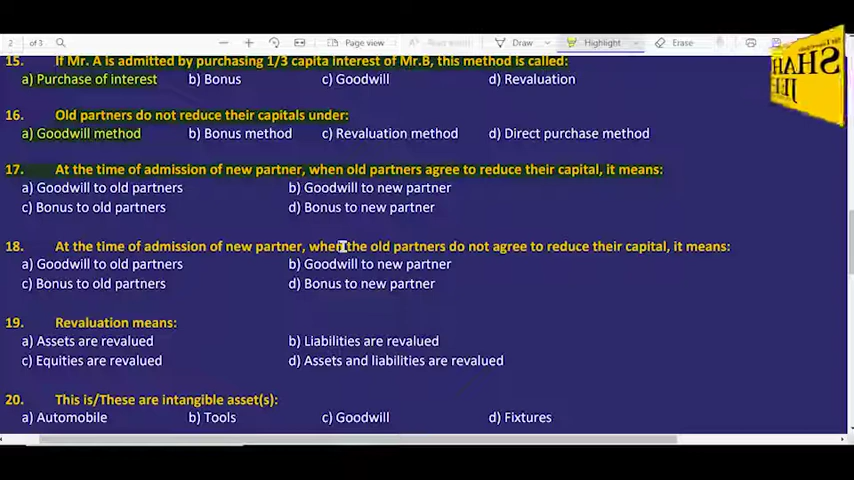 2 of 3 Page view Draw Highlight Erase
15. If Mr. A is admitted by purchasing 1/3 capita interest of Mr.B, this method is called:
a) Purchase of interest b) Bonus c) Goodwill d) Revaluation
16. Old partners do not reduce their capitals under:
a) Goodwill method b) Bonus method c) Revaluation method d) Direct purchase method
17. At the time of admission of new partner, when old partners agree to reduce their capital, it means:
a) Goodwill to old partners b) Goodwill to new partner
c) Bonus to old partners d) Bonus to new partner
18. At the time of admission of new partner, when the old partners do not agree to reduce their capital, it means:
a) Goodwill to old partners b) Goodwill to new partner
c) Bonus to old partners d) Bonus to new partner
19. Revaluation means:
a) Assets are revalued b) Liabilities are revalued
c) Equities are revalued d) Assets and liabilities are revalued
20. This is/These are intangible asset(s):
a) Automobile b) Tools c) Goodwill d) Fixtures